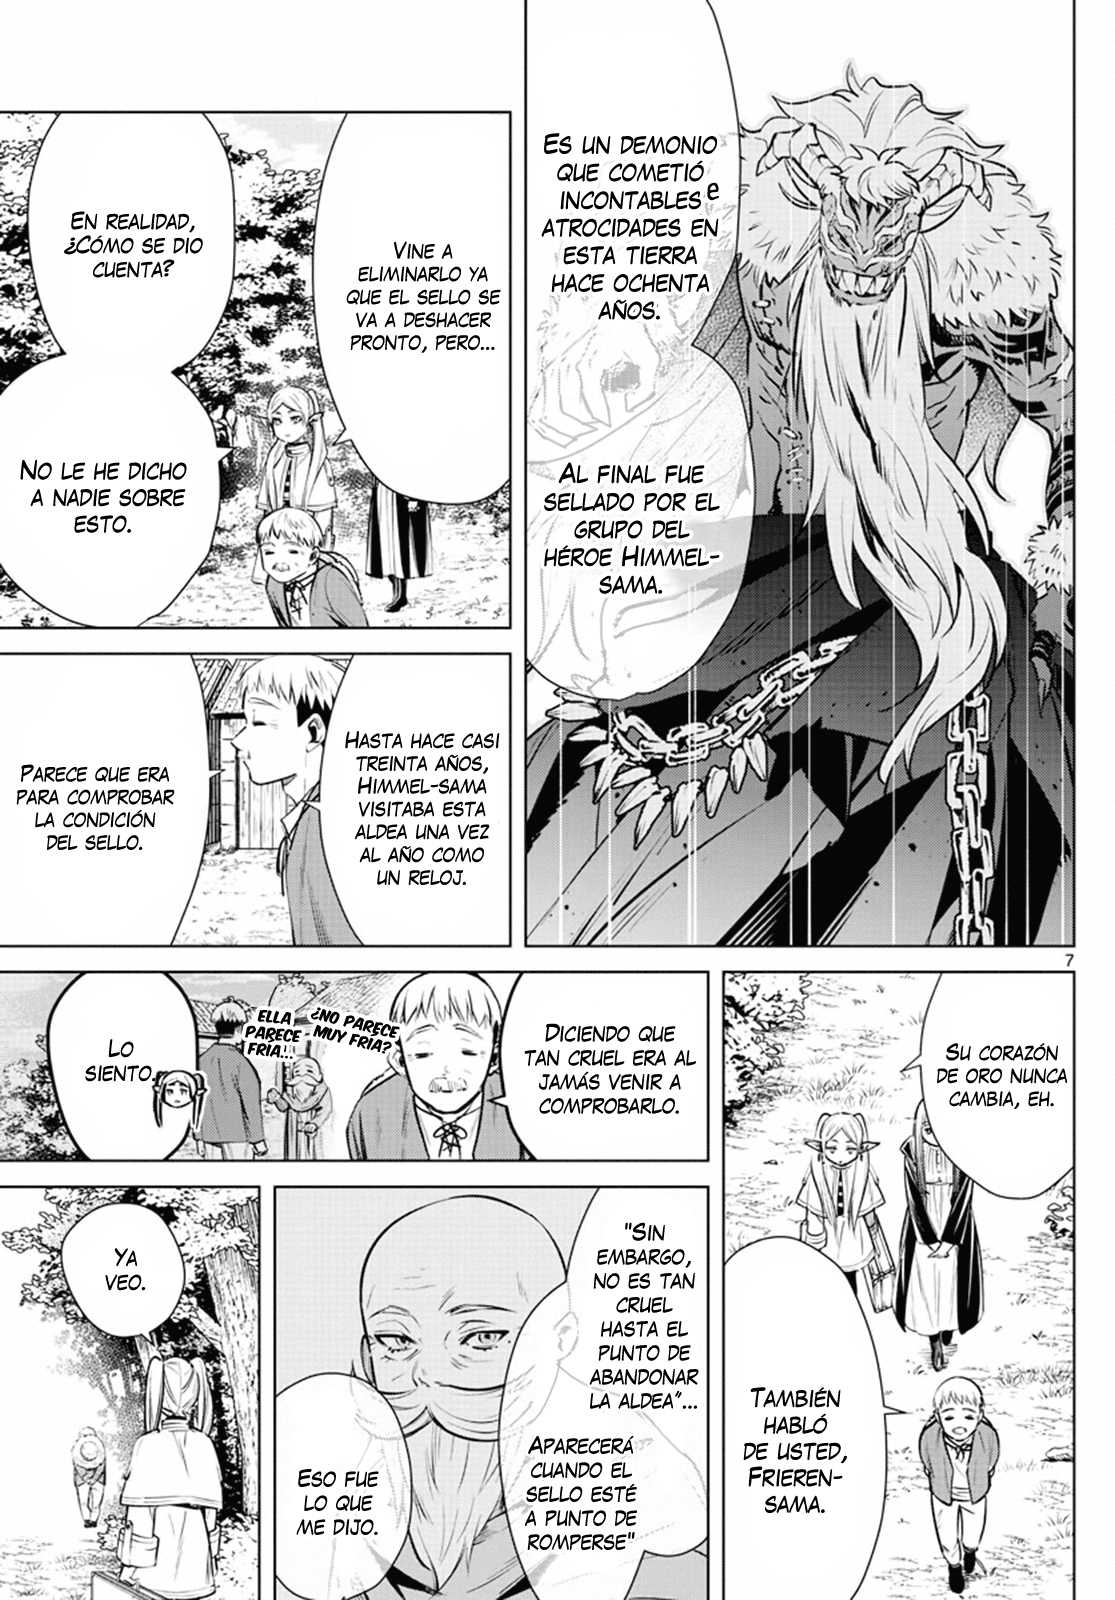 ES UN DEMONIO
QUE COMETIÓ
INCONTABLES
ATROCIDADES EN
ESTA TIERRA
HACE OCHENTA
AÑOS.
AL FINAL FUE
SELLADO POR EL
GRUPO DEL
HÉROE HIMMEL-
SAMA.
VINE A
ELIMINARLO YA
QUE EL SELLO SE
VA A DESHACER
PRONTO, PERO...
EN REALIDAD,
¿CÓMO SE DIO
CUENTA?
NO LE HE DICHO
A NADIE SOBRE
ESTO.
HASTA HACE CASI
TREINTA AÑOS,
HIMMEL-SAMA
VISITABA ESTA
ALDEA UNA VEZ
AL AÑO COMO
UN RELOJ.
PARECE QUE ERA
PARA COMPROBAR
LA CONDICIÓN
DEL SELLO.
7
SU CORAZÓN
DE ORO NUNCA
CAMBIA, EH.
TAMBIÉN
HABLÓ
DE USTED,
FRIEREN-
SAMA.
DICIENDO QUE
TAN CRUEL ERA AL
JAMÁS VENIR A
COMPROBARLO.
¿NO PARECE
MUY FRÍA?
ELLA
PARECE
FRÍA...
LO
SIENTO.
"SIN
EMBARGO,
NO ES TAN
CRUEL
HASTA EL
PUNTO DE
ABANDONAR
LA ALDEA"...
APARECERÁ
CUANDO EL
SELLO ESTÉ
A PUNTO DE
ROMPERSE"
ESO FUE
LO QUE
ME DIJO.
YA
VEO.